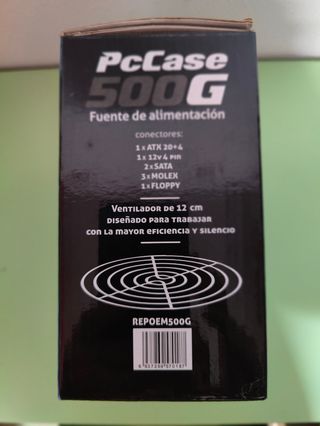 PcCase
500G
Fuente de alimentación
conectores:
1 x ATX 20+4
1 x 12v 4 pin
2 x SATA
3 x MOLEX
1 x FLOPPY
Ventilador de 12 cm
diseñado para trabajar
con la mayor eficiencia y silencio
REPOEM500G